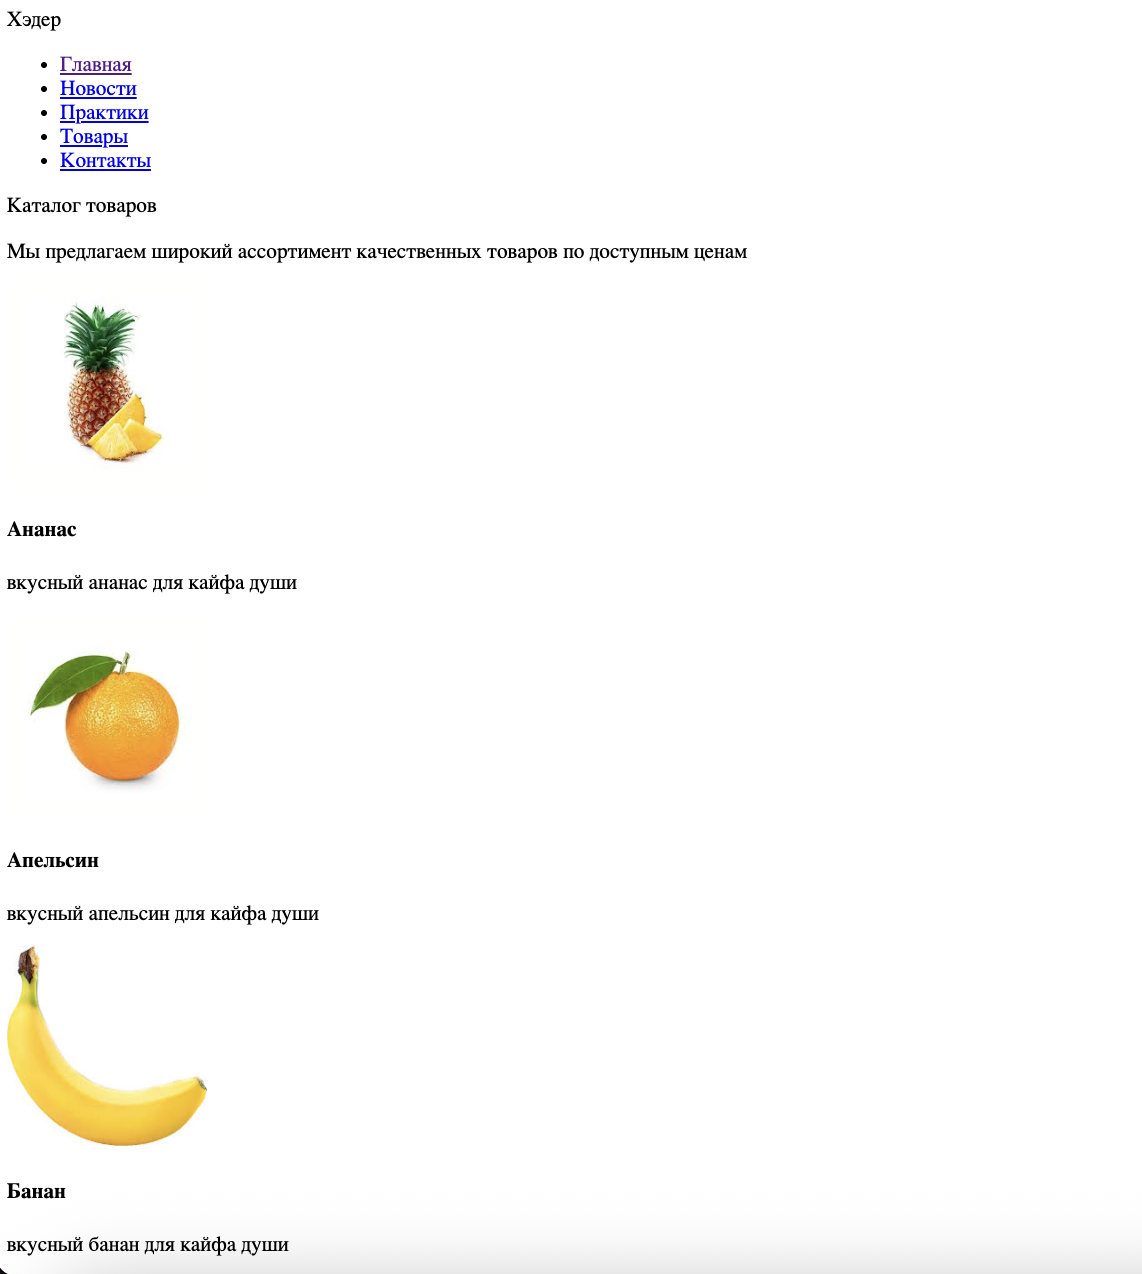 Хэдер
Главная
Новости
Практики
Товары
Контакты
Каталог товаров
Мы предлагаем широкий ассортимент качественных товаров по доступным ценам
Ананас
вкусный ананас для кайфа души
Апельсин
вкусный апельсин для кайфа души
Банан
вкусный банан для кайфа души